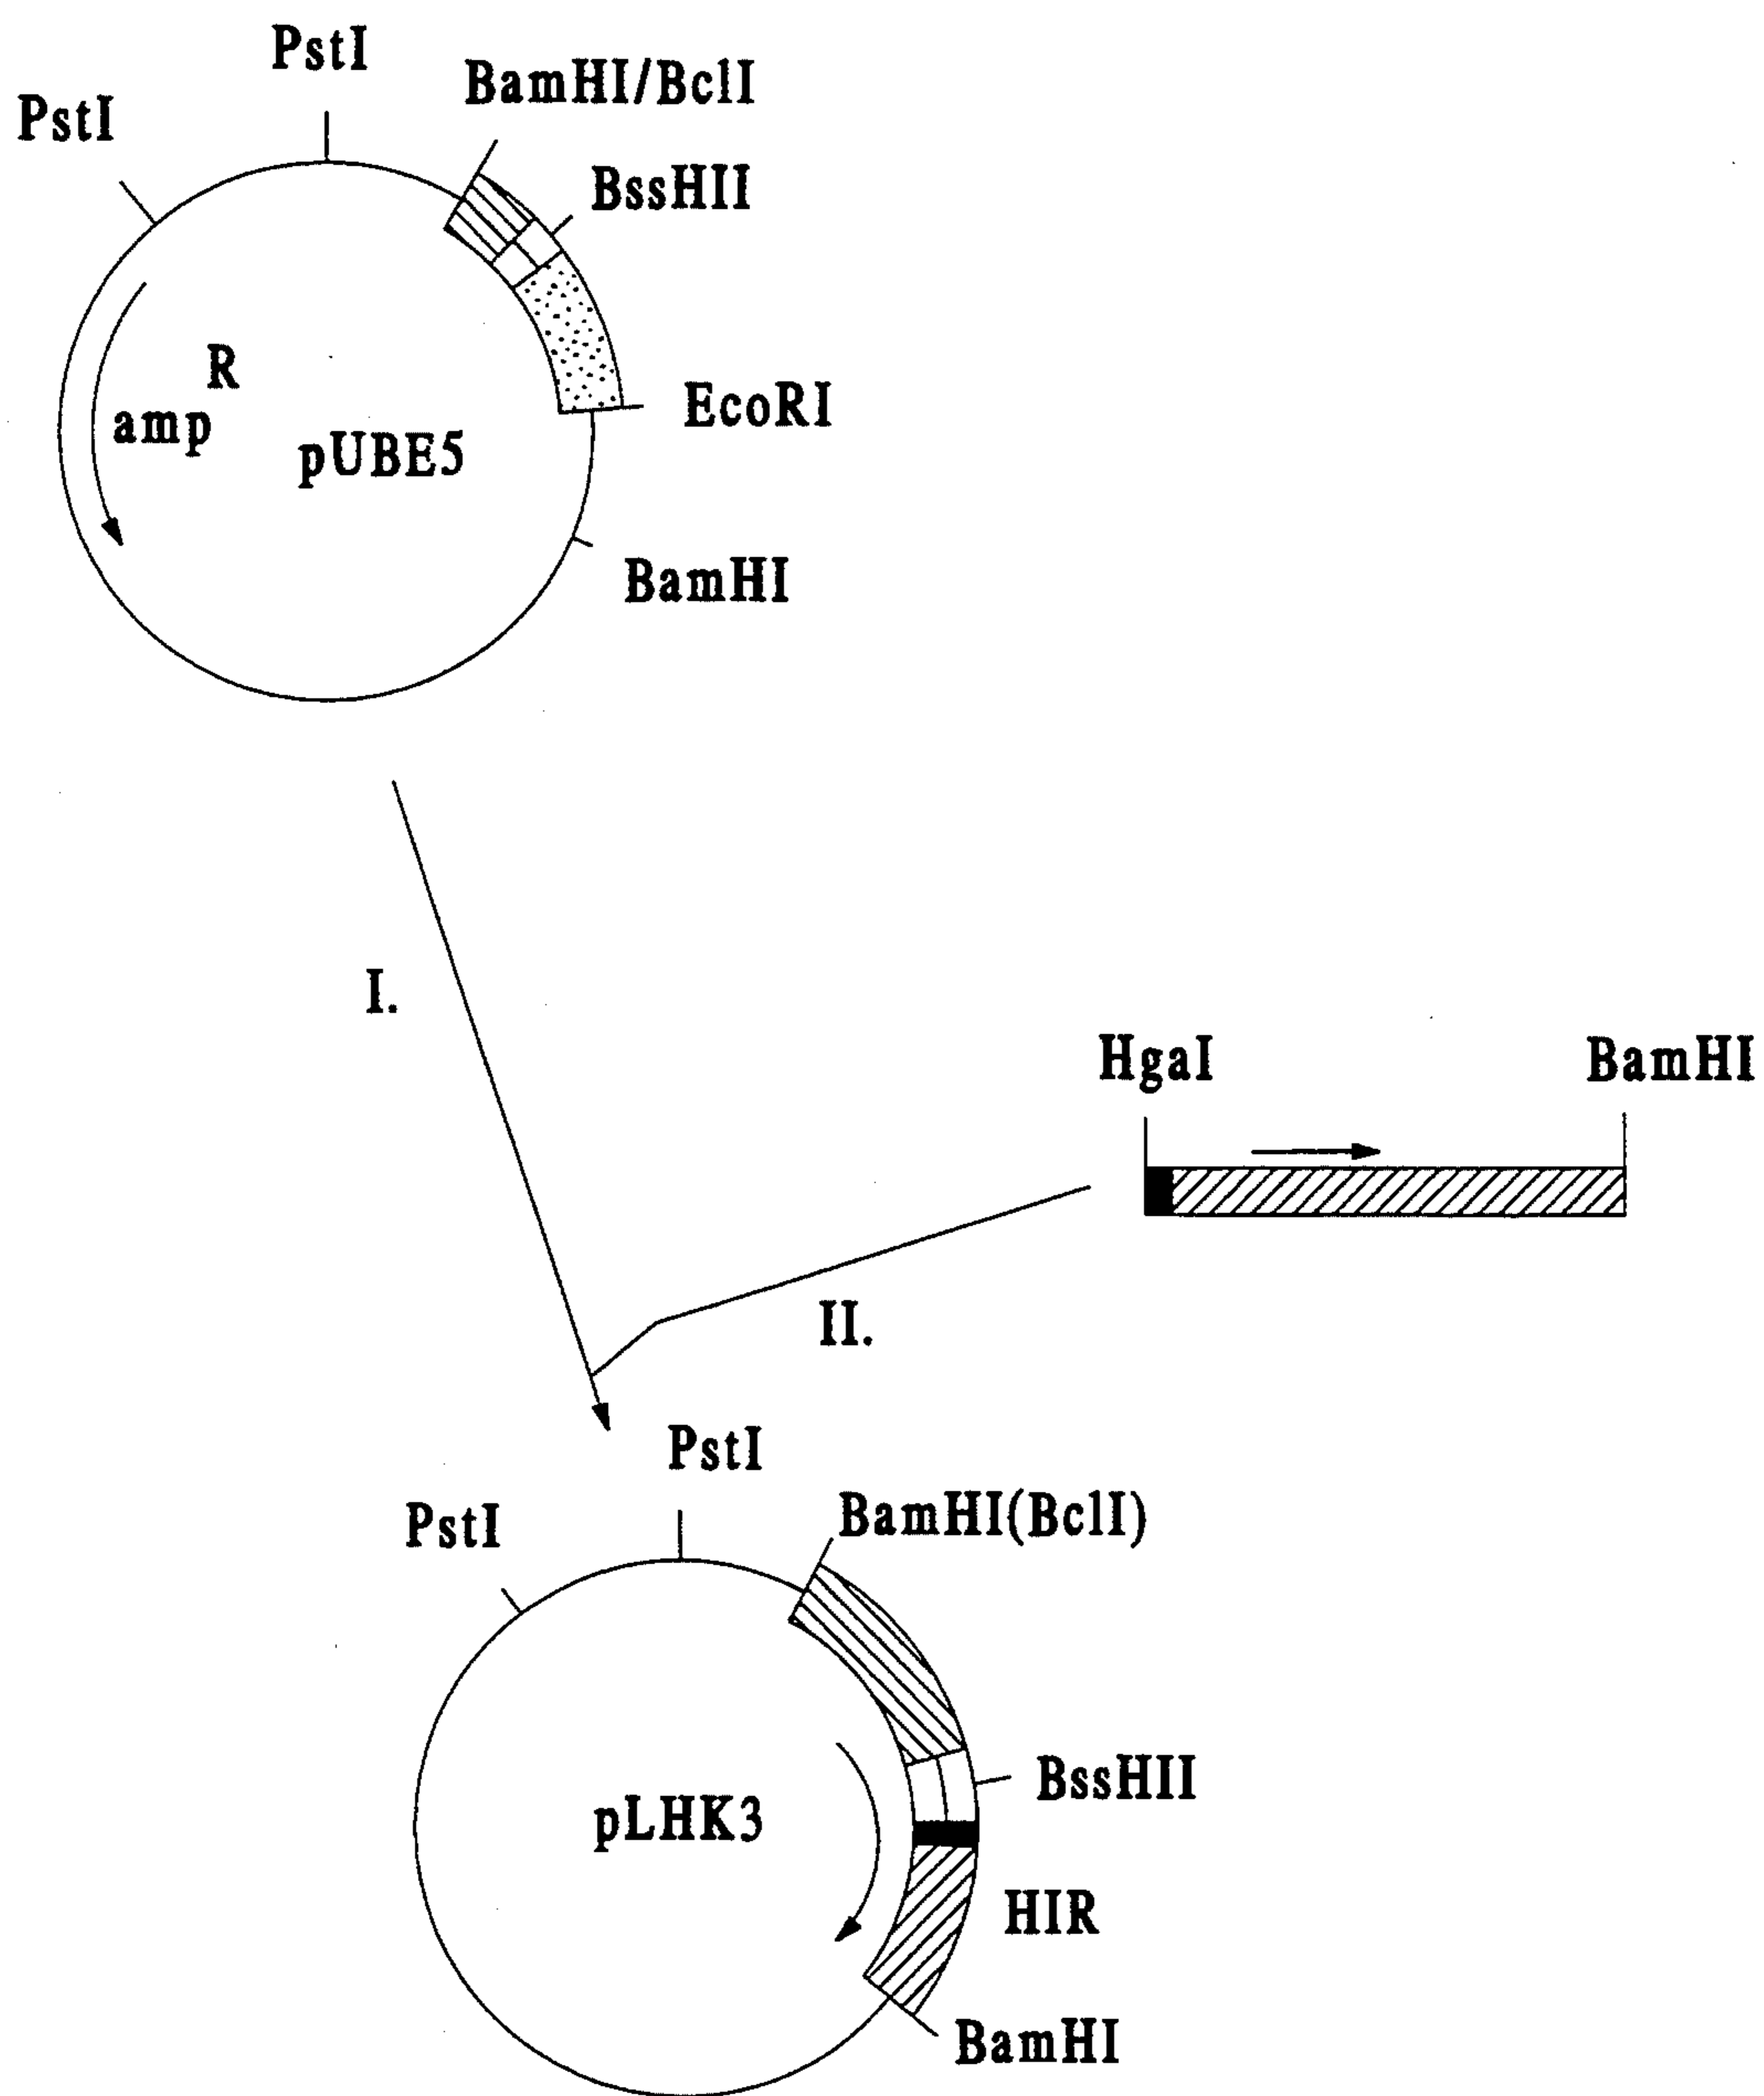 PstI
PstI
BamHI/BclI
BssHII
amp R
pUBE5
EcoRI
BamHI
I.
HgaI
BamHI
II.
PstI
PstI
BamHI(BclI)
BssHII
pLHK3
HIR
BamHI